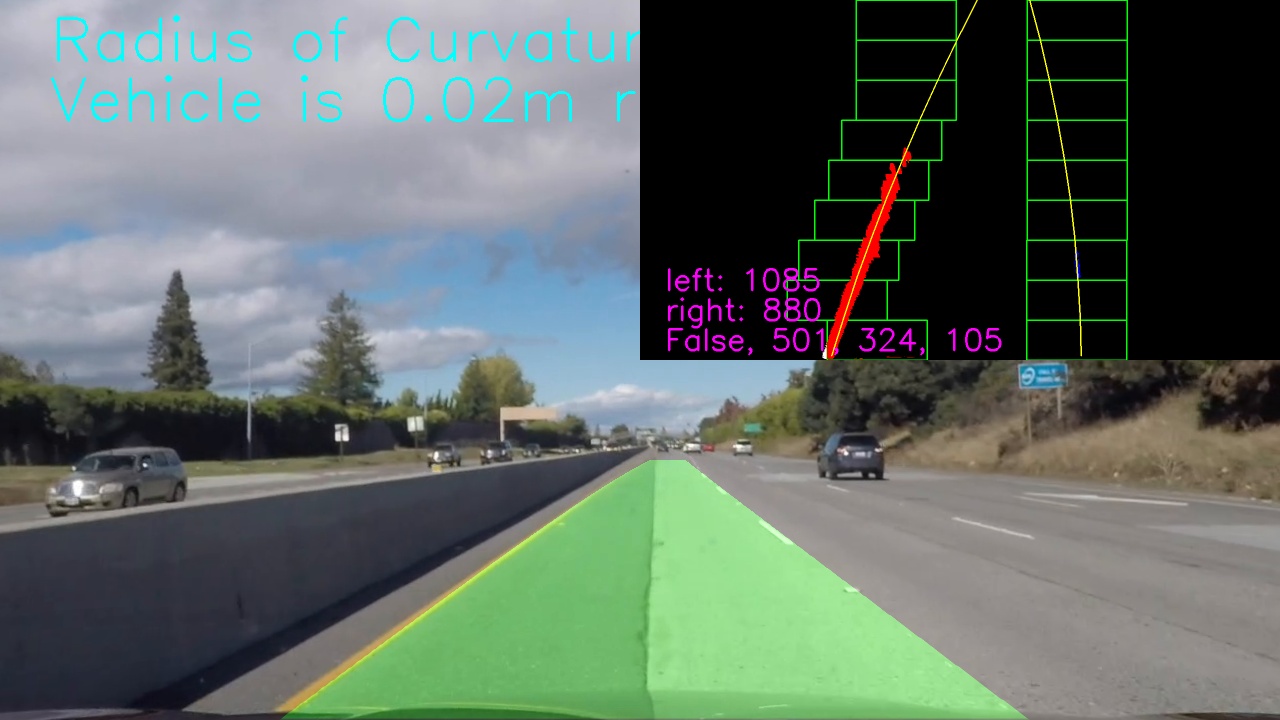 Radius of Curvatur
Vehicle is 0.02m r
left: 1085
right: 880
False, 501, 324, 105